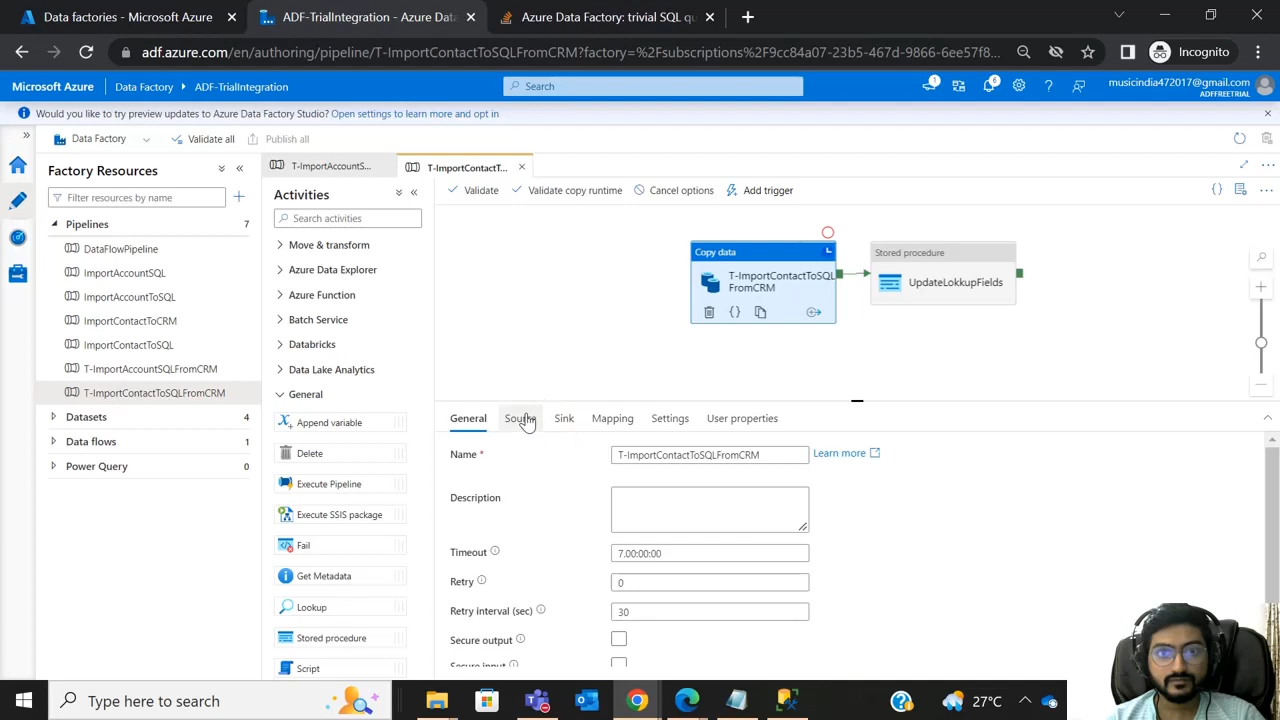 Data factories - Microsoft Azure
ADF-TrialIntegration - Azure Data
Azure Data Factory: trivial SQL qu
adf.azure.com/en/authoring/pipeline/T-ImportContactToSQLFromCRM?factory=%2Fsubscriptions%2F9cc84a07-23b5-467d-9866-6ee57f8...
Incognito
Microsoft Azure
Data Factory
ADF-TrialIntegration
Search
1
6
musicindia472017@gmail.com
ADFFREETRIAL
Would you like to try preview updates to Azure Data Factory Studio? Open settings to learn more and opt in
Data Factory
Validate all
Publish all
Factory Resources
Filter resources by name
Pipelines 7
DataFlowPipeline
ImportAccountSQL
ImportAccountToSQL
ImportContactToCRM
ImportContactToSQL
T-ImportAccountSQLFromCRM
T-ImportContactToSQLFromCRM
Datasets 4
Data flows 1
Power Query 0
T-ImportAccountS...
T-ImportContactT...
Activities
Search activities
Move & transform
Azure Data Explorer
Azure Function
Batch Service
Databricks
Data Lake Analytics
General
Append variable
Delete
Execute Pipeline
Execute SSIS package
Fail
Get Metadata
Lookup
Stored procedure
Script
Validate
Validate copy runtime
Cancel options
Add trigger
Copy data
T-ImportContactToSQL
FromCRM
Stored procedure
UpdateLokkupFields
General
Source
Sink
Mapping
Settings
User properties
Name *
T-ImportContactToSQLFromCRM
Learn more
Description
Timeout
7.00:00:00
Retry
0
Retry interval (sec)
30
Secure output
Secure input
Type here to search
27°C